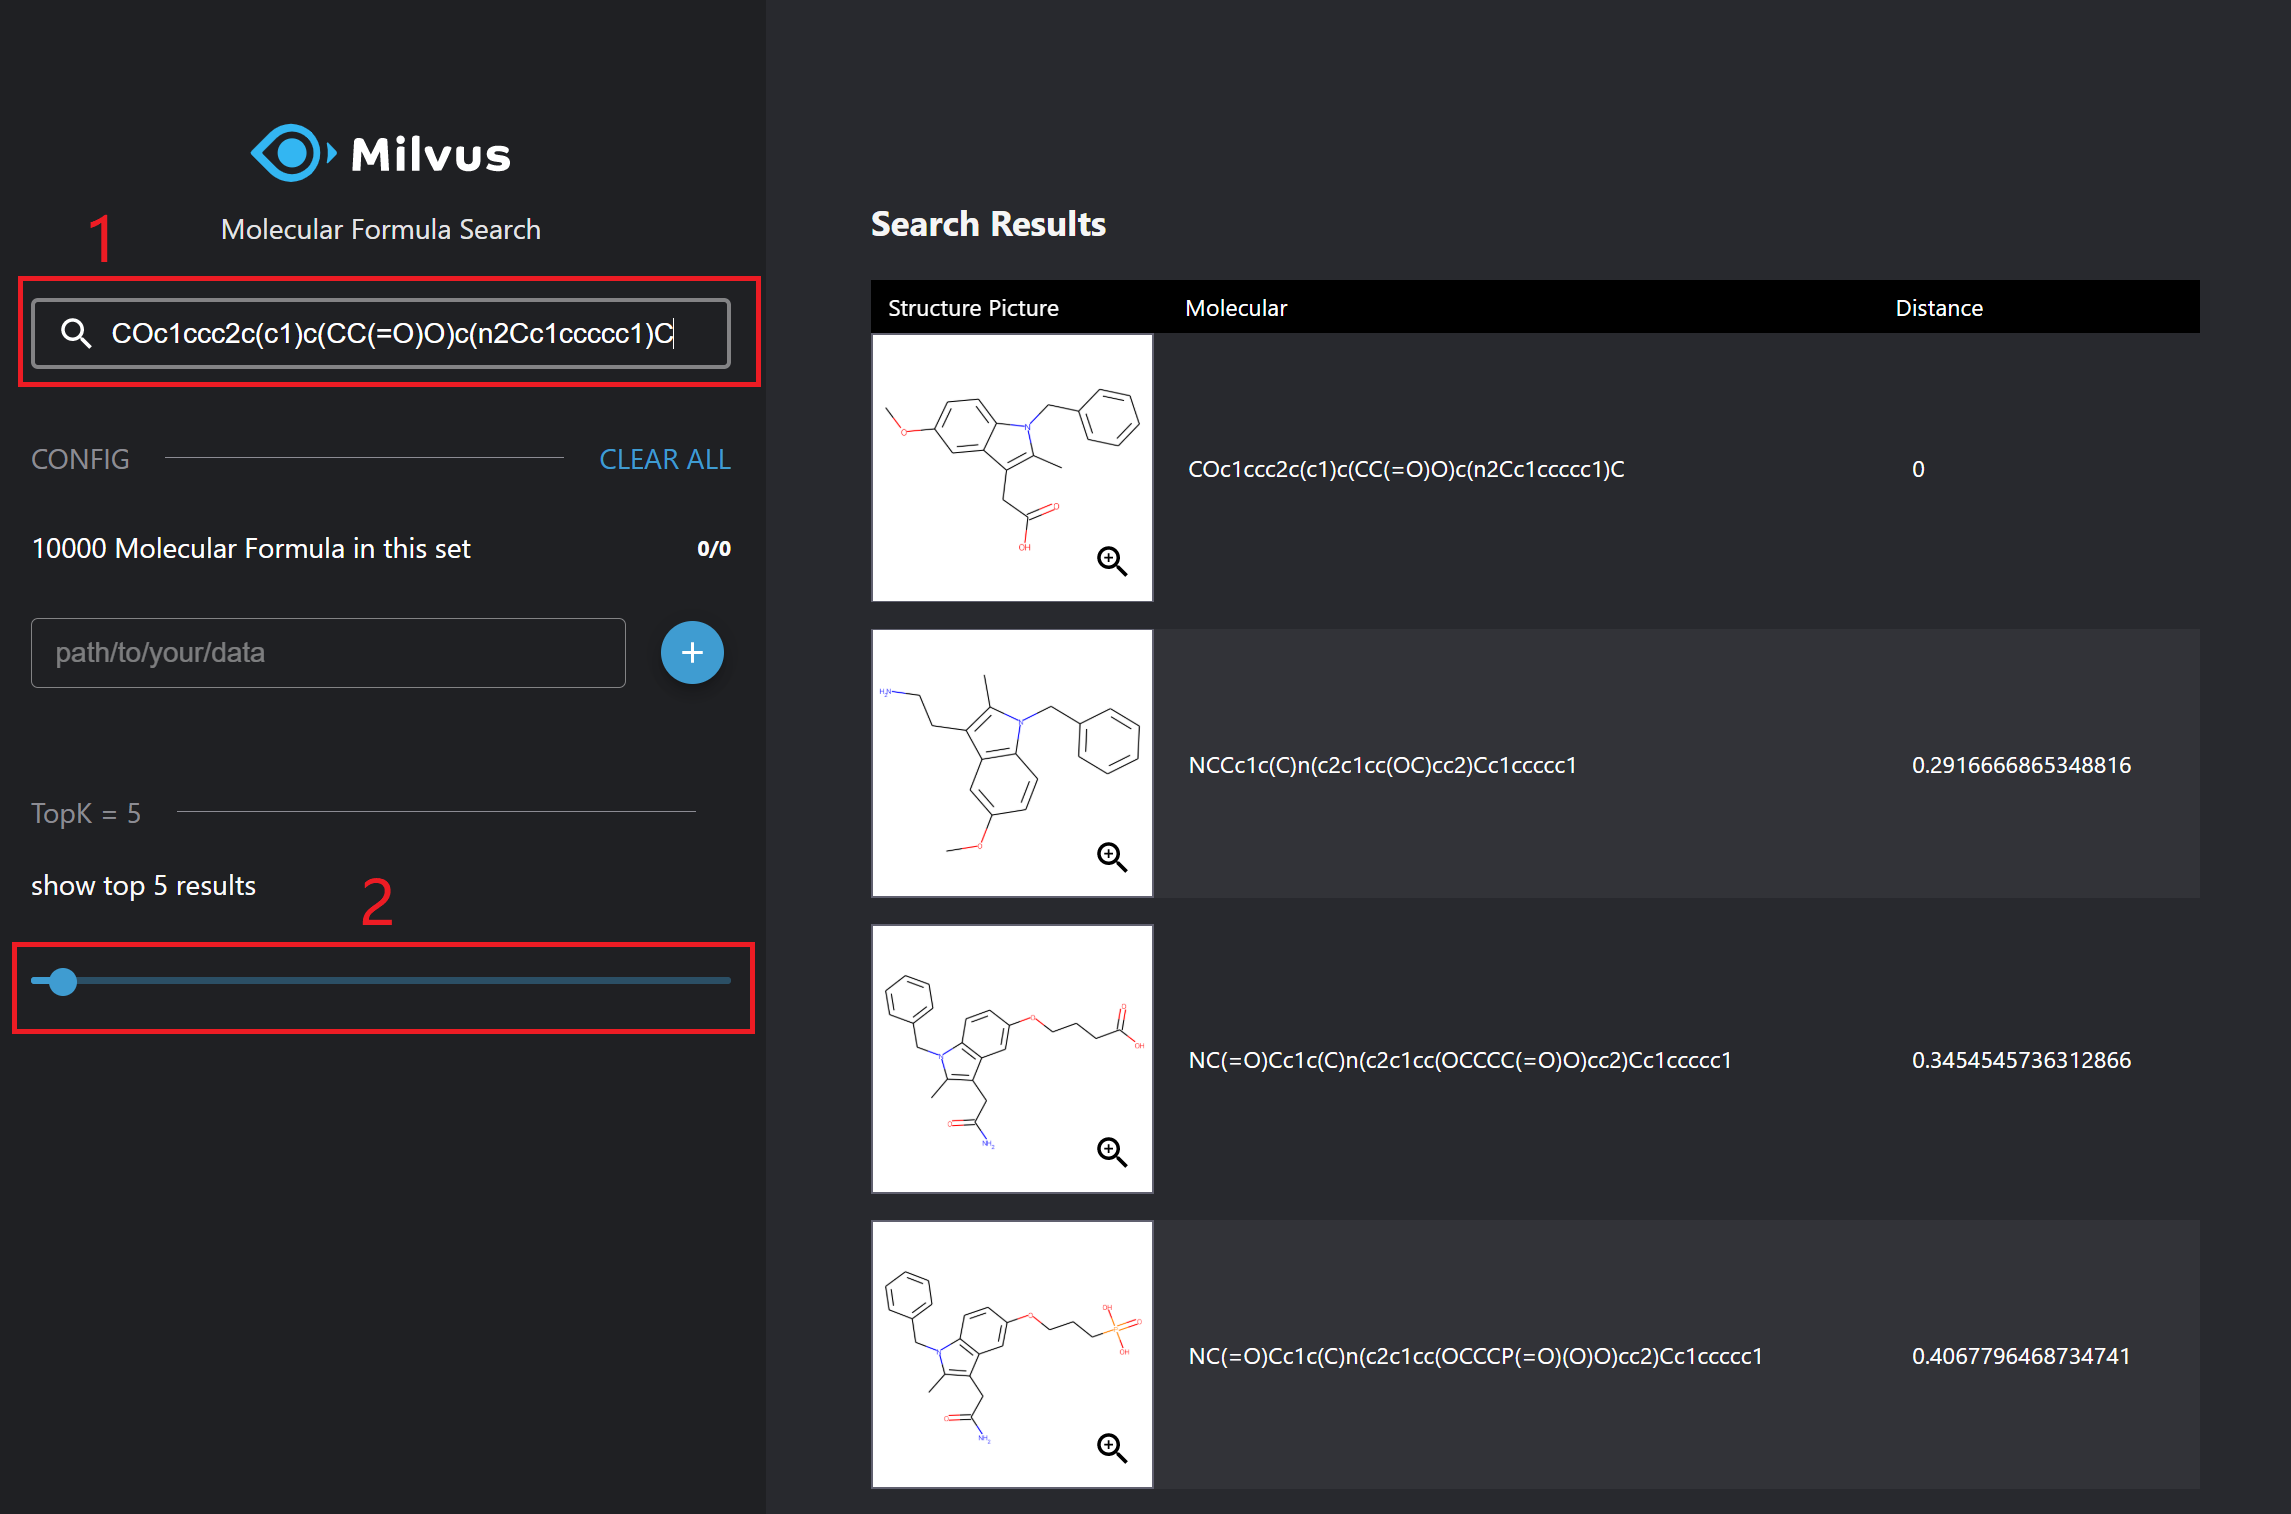 Milvus
Molecular Formula Search
1
COc1ccc2c(c1)c(CC(=O)O)c(n2Cc1ccccc1)C
CONFIG
CLEAR ALL
10000 Molecular Formula in this set
0/0
path/to/your/data
+
TopK = 5
show top 5 results
2
Search Results
Structure Picture Molecular Distance
N
O
O
OH
COc1ccc2c(c1)c(CC(=O)O)c(n2Cc1ccccc1)C 0
H2N
N
O
NCCc1c(C)n(c2c1cc(OC)cc2)Cc1ccccc1 0.2916666865348816
O
O
OH
N
O
NH2
NC(=O)Cc1c(C)n(c2c1cc(OCCCC(=O)O)cc2)Cc1ccccc1 0.3454545736312866
OH
O
O
P
OH
N
O
NH2
NC(=O)Cc1c(C)n(c2c1cc(OCCCP(=O)(O)O)cc2)Cc1ccccc1 0.4067796468734741